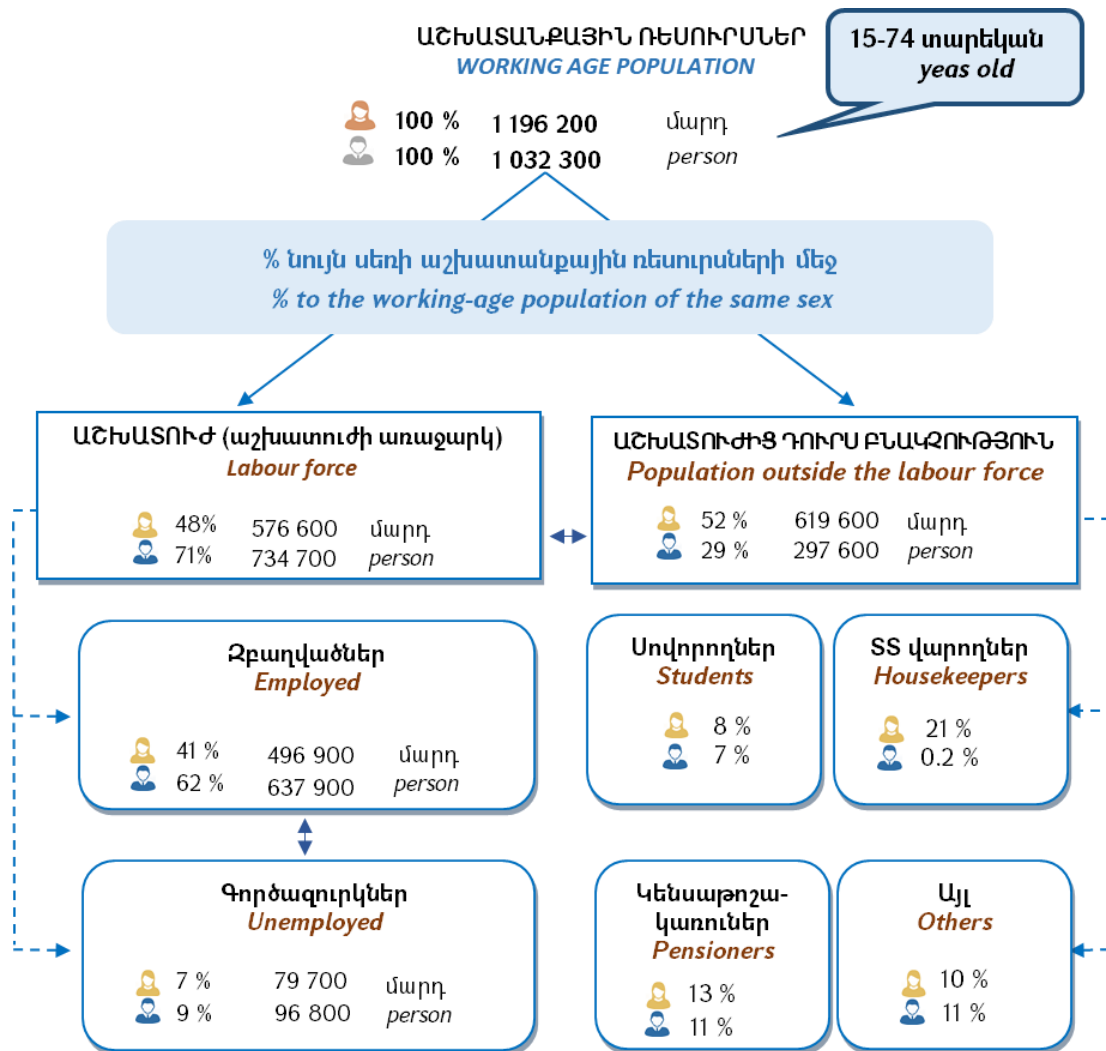 ԱՇԽԱՏԱՆՔԱՅԻՆ ՌԵՍՈՒՐՍՆԵՐ
WORKING AGE POPULATION
15-74 տարեկան
yeas old
100 % 1 196 200 մարդ
100 % 1 032 300 person
% նույն սեռի աշխատանքային ռեսուրսների մեջ
% to the working-age population of the same sex
ԱՇԽԱՏՈՒԺ (աշխատուժի առաջարկ)
Labour force
48% 576 600 մարդ
71% 734 700 person
ԱՇԽԱՏՈՒԺԻՑ ԴՈՒՐՍ ԲՆԱԿՉՈՒԹՅՈՒՆ
Population outside the labour force
52 % 619 600 մարդ
29 % 297 600 person
Զբաղվածներ
Employed
41 % 496 900 մարդ
62 % 637 900 person
Սովորողներ
Students
8 %
7 %
ՏՏ վարողներ
Housekeepers
21 %
0.2 %
Գործազուրկներ
Unemployed
7 % 79 700 մարդ
9 % 96 800 person
Կենսաթոշա-
կառուներ
Pensioners
13 %
11 %
Այլ
Others
10 %
11 %